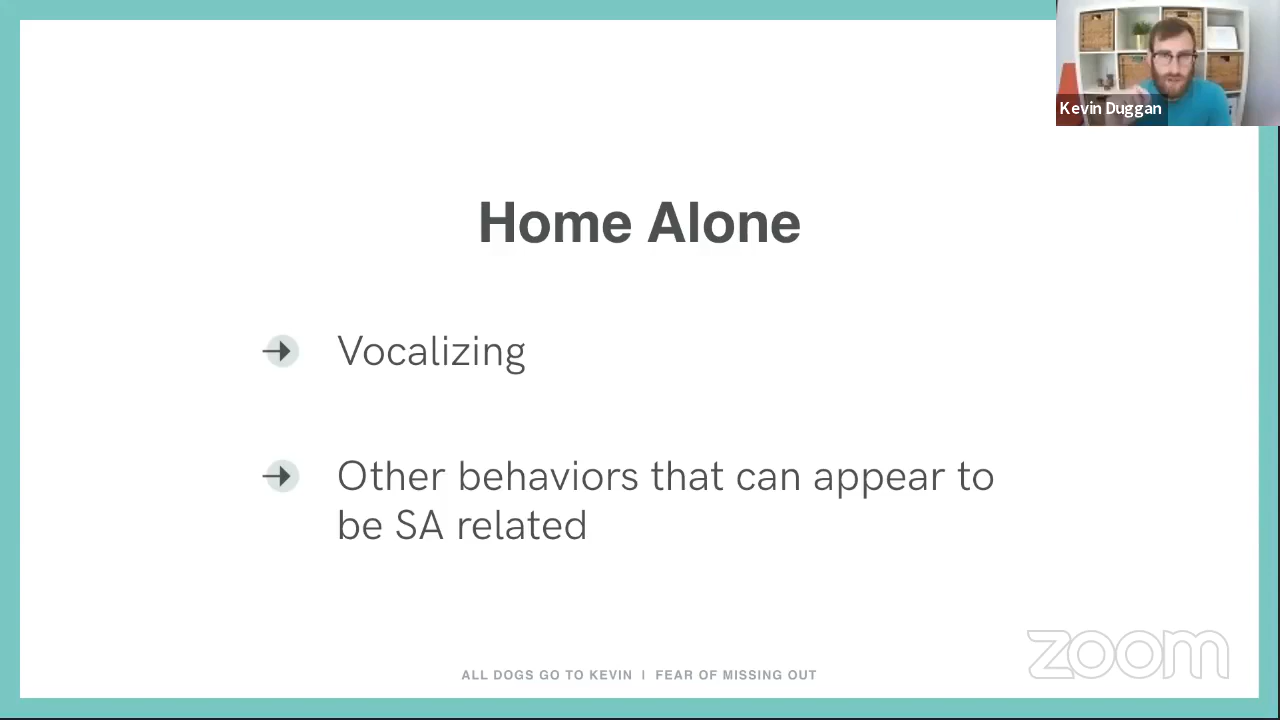 Kevin Duggan
Home Alone
Vocalizing
Other behaviors that can appear to
be SA related
ALL DOGS GO TO KEVIN | FEAR OF MISSING OUT
zoom